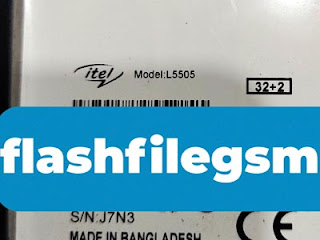 itel Model:L5505
32+2
flashfilegsm
S/N:J7N3
MADE IN BANGLADESH